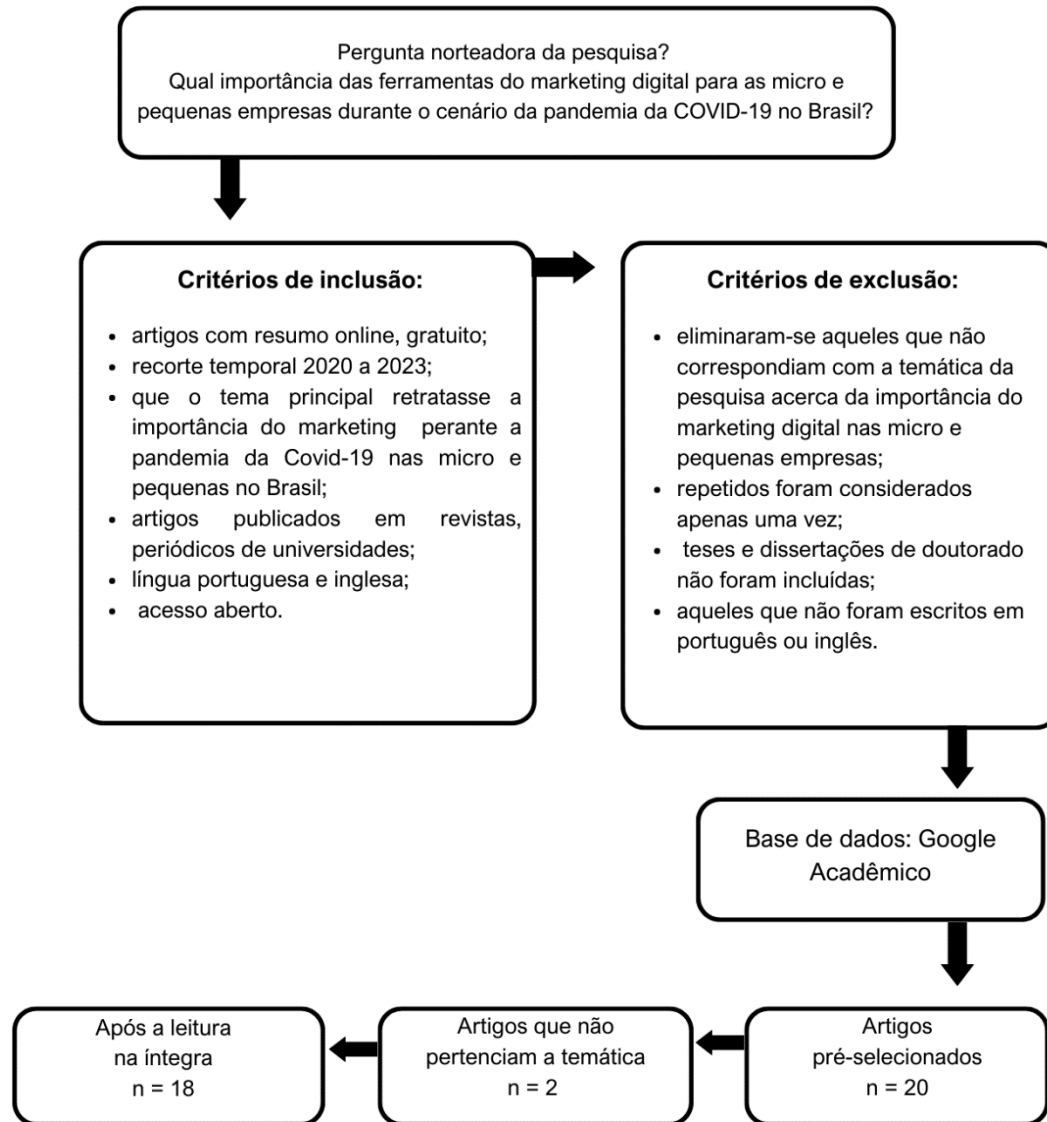 Pergunta norteadora da pesquisa?
Qual importância das ferramentas do marketing digital para as micro e
pequenas empresas durante o cenário da pandemia da COVID-19 no Brasil?
Critérios de inclusão:
• artigos com resumo online, gratuito;
• recorte temporal 2020 a 2023;
• que o tema principal retratasse a
importância do marketing perante a
pandemia da Covid-19 nas micro e
pequenas no Brasil;
• artigos publicados em revistas,
periódicos de universidades;
• língua portuguesa e inglesa;
• acesso aberto.
Critérios de exclusão:
• eliminaram-se aqueles que não
correspondiam com a temática da
pesquisa acerca da importância do
marketing digital nas micro e
pequenas empresas;
• repetidos foram considerados
apenas uma vez;
• teses e dissertações de doutorado
não foram incluídas;
• aqueles que não foram escritos em
português ou inglês.
Base de dados: Google
Acadêmico
Artigos
pré-selecionados
n = 20
Artigos que não
pertenciam a temática
n = 2
Após a leitura
na íntegra
n = 18